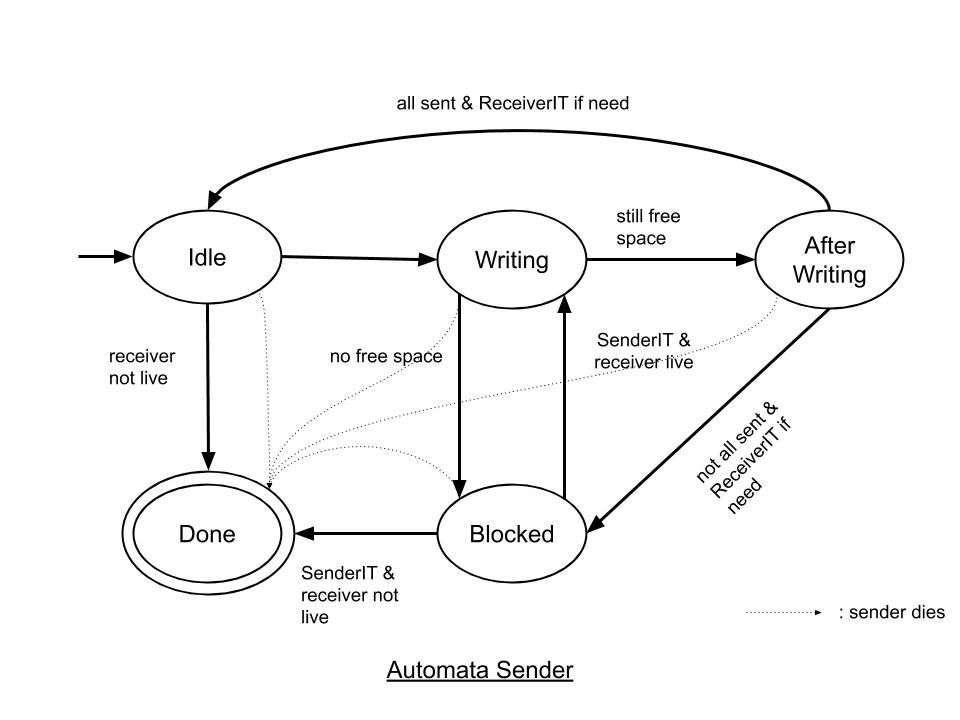 all sent & ReceiverIT if need
still free
space
Idle
Writing
After
Writing
receiver
not live
no free space
SenderIT &
receiver live
not all sent &
ReceiverIT if
need
Done
Blocked
SenderIT &
receiver not
live
: sender dies
Automata Sender